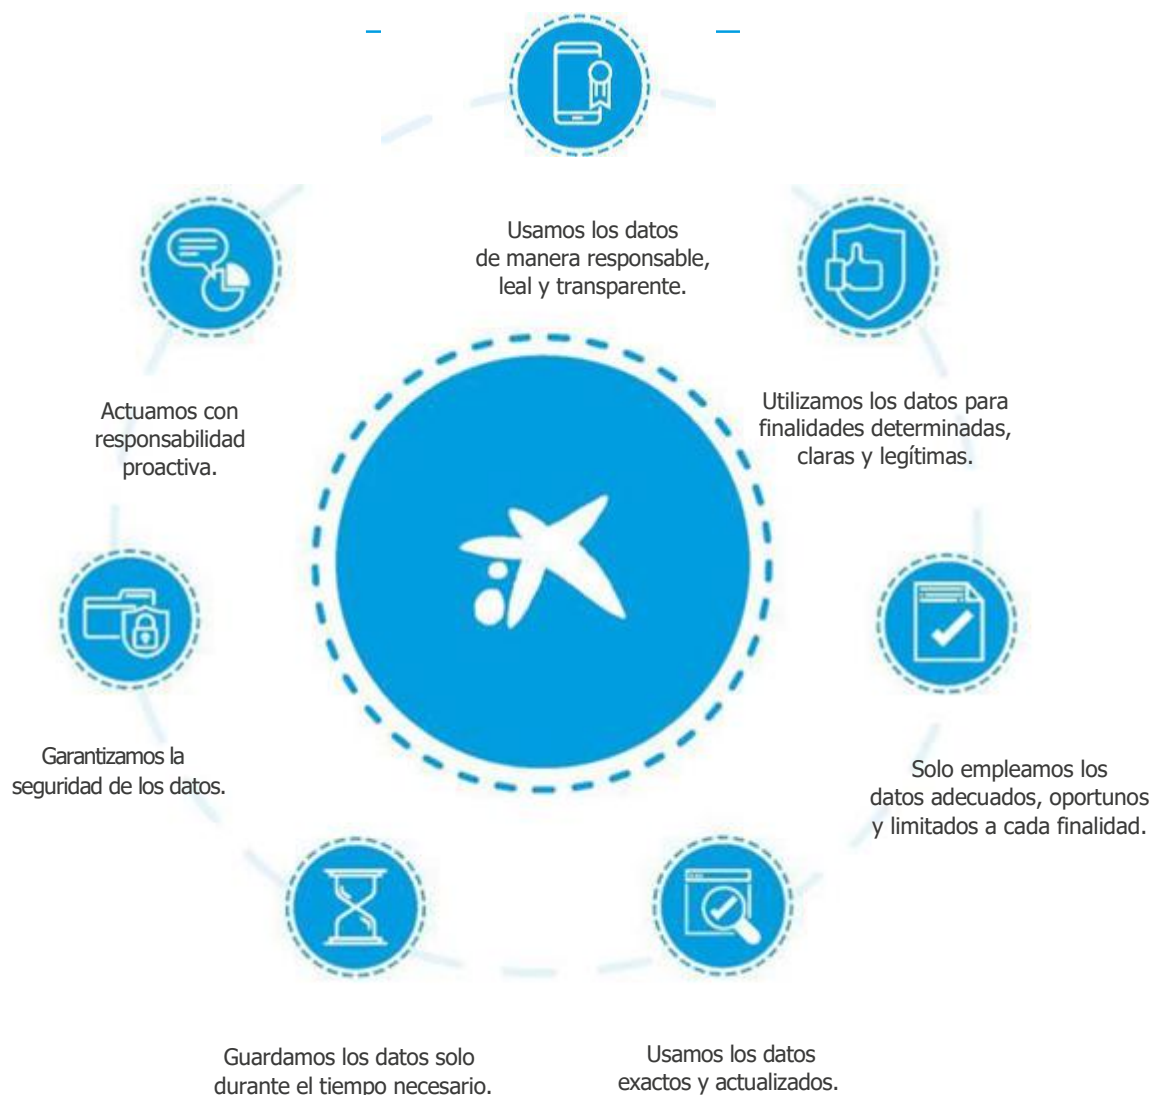 Usamos los datos
de manera responsable,
leal y transparente.
Utilizamos los datos para
finalidades determinadas,
claras y legítimas.
Solo empleamos los
datos adecuados, oportunos
y limitados a cada finalidad.
Usamos los datos
exactos y actualizados.
Guardamos los datos solo
durante el tiempo necesario.
Garantizamos la
seguridad de los datos.
Actuamos con
responsabilidad
proactiva.